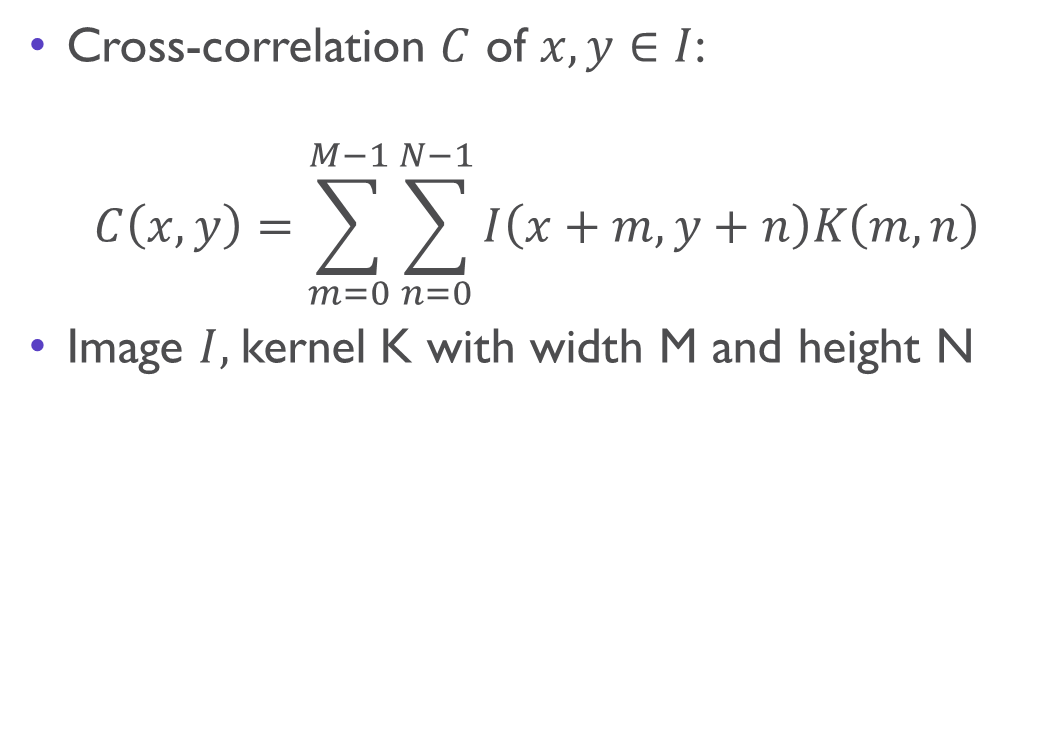 • Cross-correlation 𝐶 of 𝑥, 𝑦 ∈ 𝐼:
𝐶(𝑥, 𝑦) = ∑_{𝑚=0}^{𝑀−1} ∑_{𝑛=0}^{𝑁−1} 𝐼(𝑥 + 𝑚, 𝑦 + 𝑛)𝐾(𝑚, 𝑛)
• Image 𝐼, kernel K with width M and height N